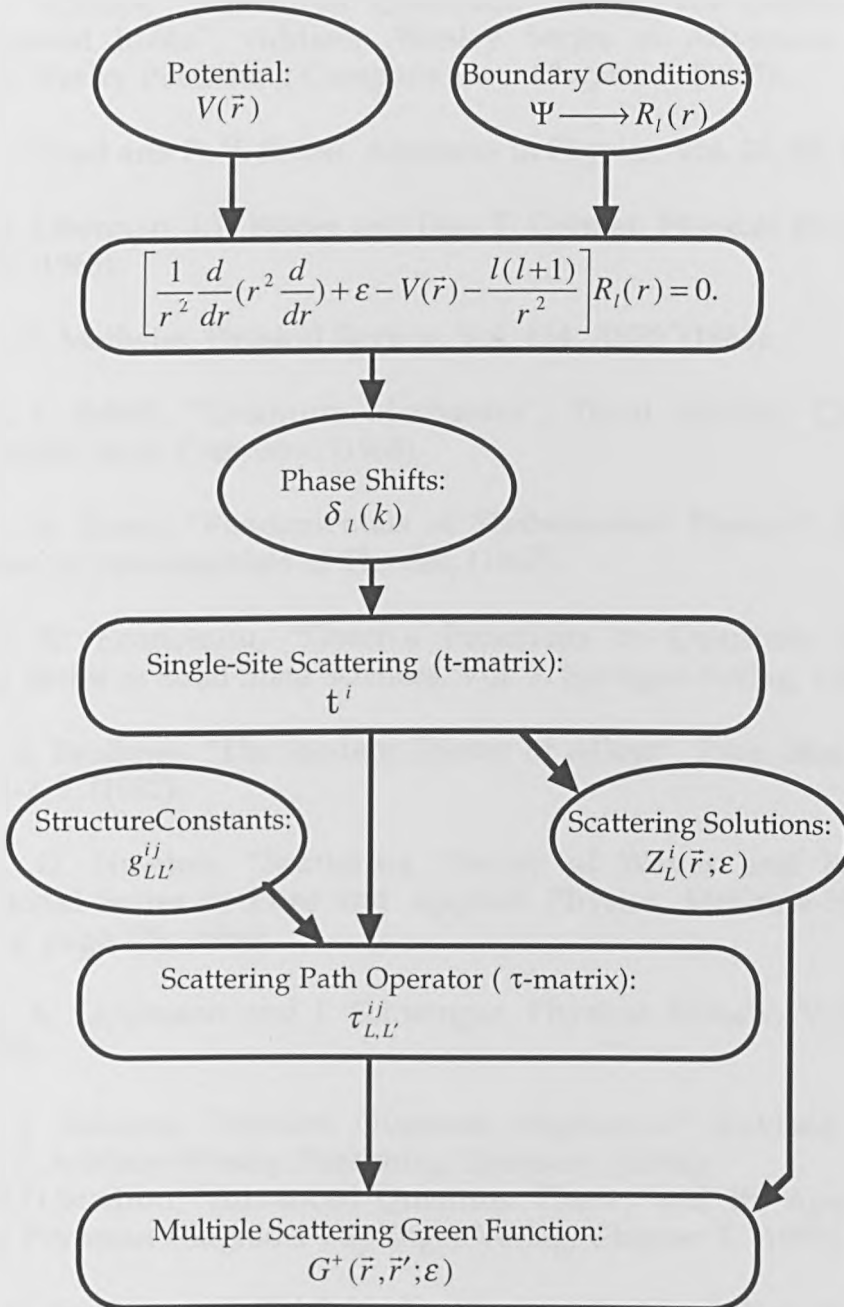 Potential:
V(r⃗)
Boundary Conditions:
Ψ ⟶ R_l(r)
[1/r² d/dr (r² d/dr) + ε − V(r⃗) − l(l+1)/r²] R_l(r) = 0.
Phase Shifts:
δ_l(k)
Single-Site Scattering (t-matrix):
t^i
StructureConstants:
g^{ij}_{LL'}
Scattering Solutions:
Z^i_L(r⃗;ε)
Scattering Path Operator ( τ-matrix):
τ^{ij}_{L,L'}
Multiple Scattering Green Function:
G⁺(r⃗,r⃗';ε)